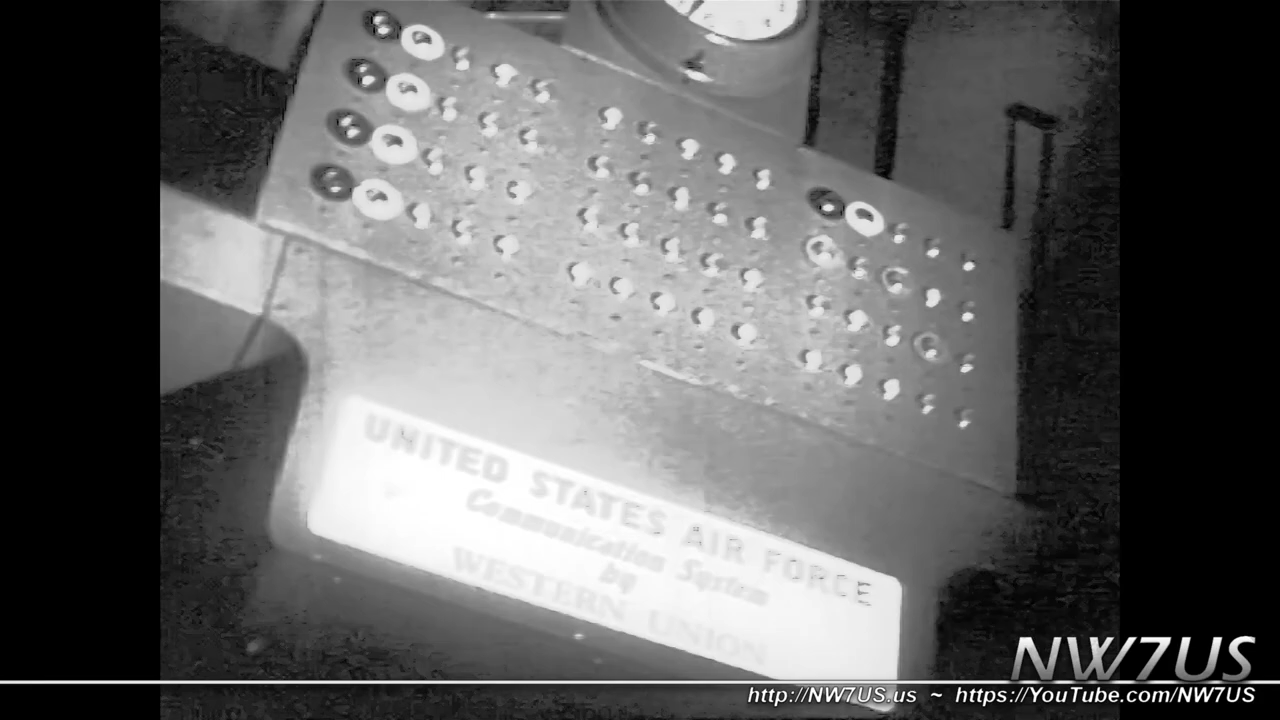 UNITED STATES AIR FORCE
Communication System
by
WESTERN UNION
NW7US
http://NW7US.us ~ https://YouTube.com/NW7US